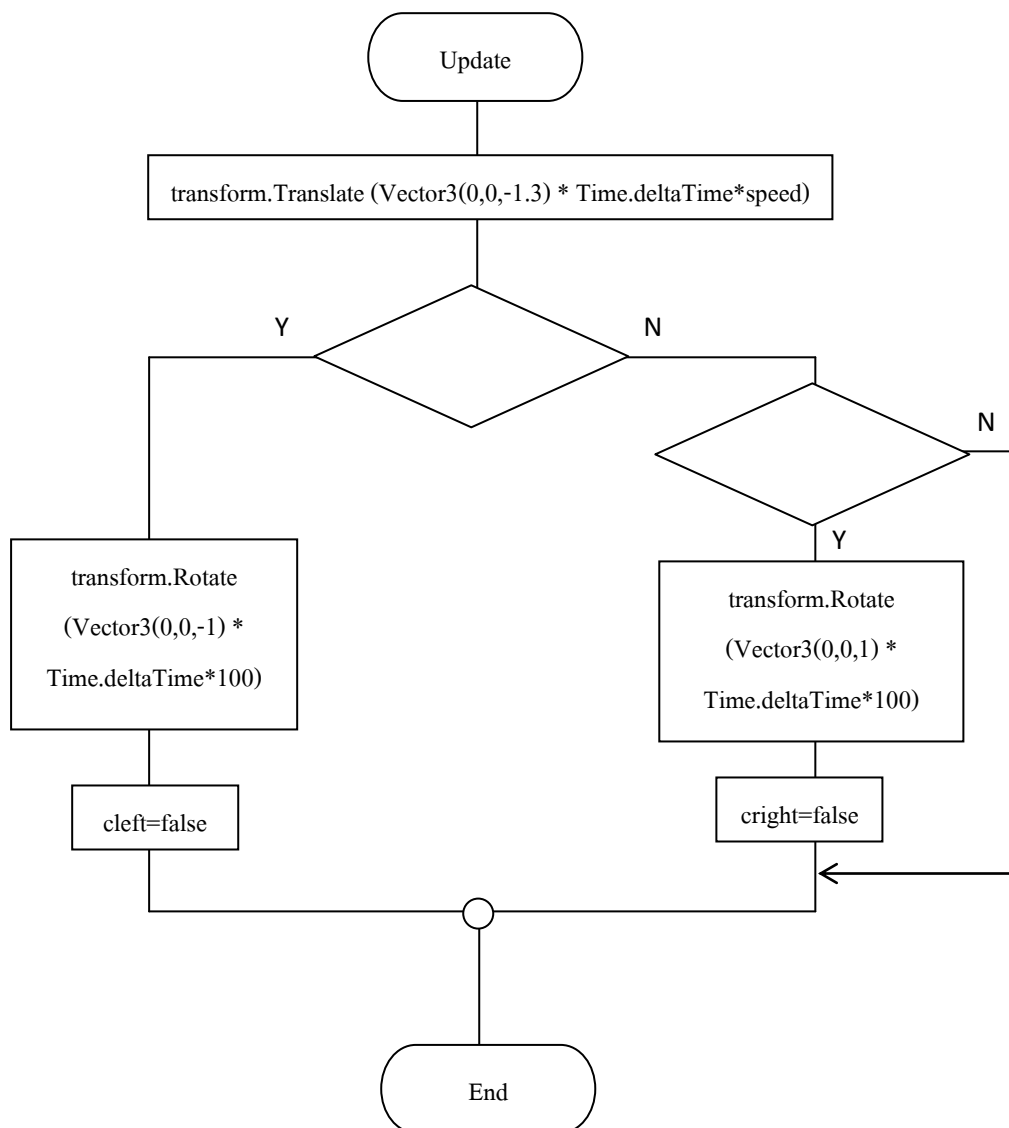 Update
transform.Translate (Vector3(0,0,-1.3) * Time.deltaTime*speed)
Y
N
N
Y
transform.Rotate
(Vector3(0,0,-1) *
Time.deltaTime*100)
transform.Rotate
(Vector3(0,0,1) *
Time.deltaTime*100)
cleft=false
cright=false
End